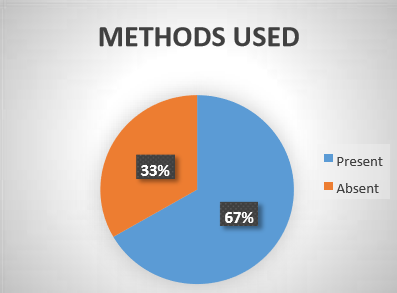 METHODS USED
33%
Present
Absent
67%